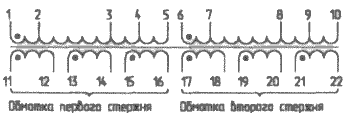 1 2 3 4 5 6 7 8 9 10
11 12 13 14 15 16 17 18 19 20 21 22
Обмотка первого стержня Обмотка второго стержня